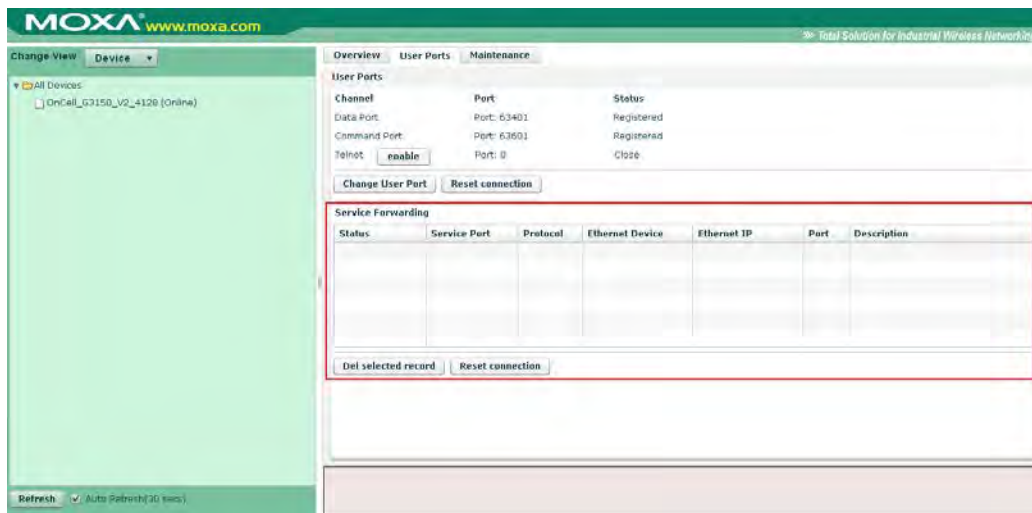 MOXA® www.moxa.com
Total Solution for Industrial Wireless Networkin
Change View Device
Overview User Ports Maintenance
All Devices
OnCell_G3150_V2_4128 (Online)
User Ports
Channel Port Status
Data Port Port: 63401 Registered
Command Port Port: 63601 Registered
Telnet enable Port: 0 Close
Change User Port Reset connection
Service Forwarding
Status Service Port Protocol Ethernet Device Ethernet IP Port Description
Del selected record Reset connection
Refresh Auto Refresh(30 secs)